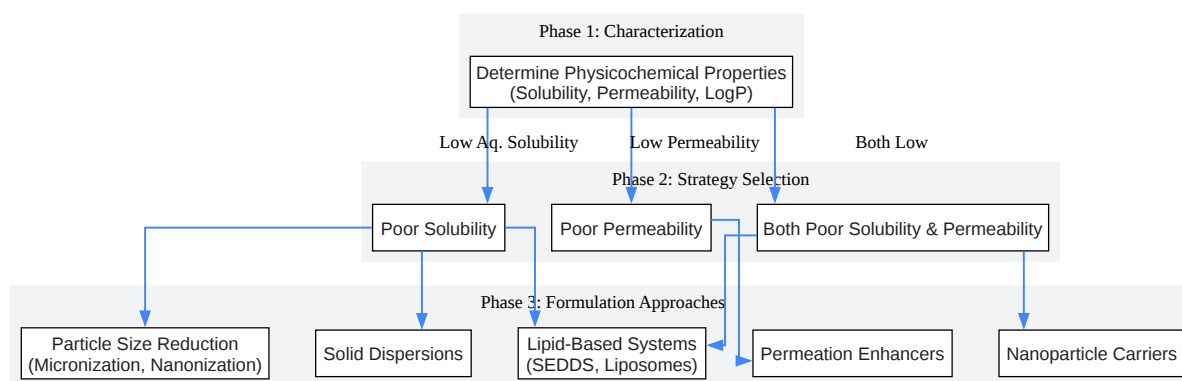 Phase 1: Characterization
Determine Physicochemical Properties
(Solubility, Permeability, LogP)
Low Aq. Solubility
Low Permeability
Both Low
Phase 2: Strategy Selection
Poor Solubility
Poor Permeability
Both Poor Solubility & Permeability
Phase 3: Formulation Approaches
Particle Size Reduction
(Micronization, Nanonization)
Solid Dispersions
Lipid-Based Systems
(SEDDS, Liposomes)
Permeation Enhancers
Nanoparticle Carriers